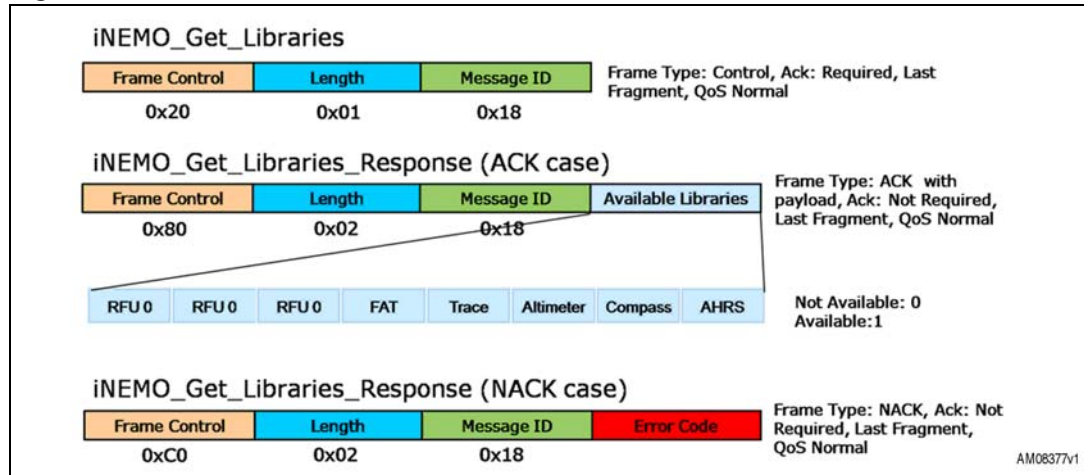 iNEMO_Get_Libraries
Frame Control Length Message ID
Frame Type: Control, Ack: Required, Last
Fragment, QoS Normal
0x20 0x01 0x18
iNEMO_Get_Libraries_Response (ACK case)
Frame Control Length Message ID Available Libraries
Frame Type: ACK with
payload, Ack: Not Required,
Last Fragment, QoS Normal
0x80 0x02 0x18
RFU 0 RFU 0 RFU 0 FAT Trace Altimeter Compass AHRS
Not Available: 0
Available:1
iNEMO_Get_Libraries_Response (NACK case)
Frame Control Length Message ID Error Code
Frame Type: NACK, Ack: Not
Required, Last Fragment,
QoS Normal
0xC0 0x02 0x18
AM08377v1